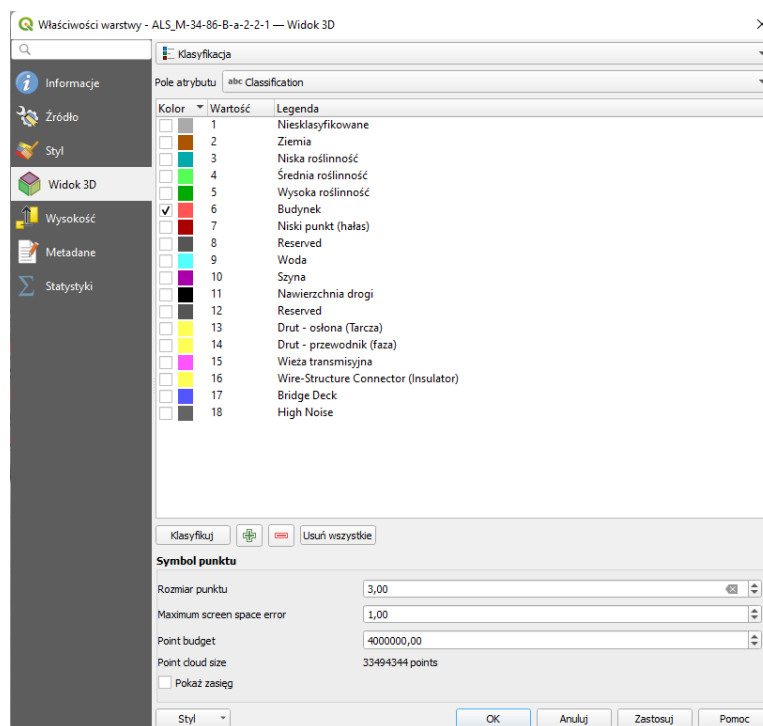 Właściwości warstwy - ALS_M-34-86-B-a-2-2-1 — Widok 3D
Klasyfikacja
Informacje
Źródło
Styl
Widok 3D
Wysokość
Metadane
Statystyki
Pole atrybutu abc Classification
Kolor Wartość Legenda
1 Niesklasyfikowane
2 Ziemia
3 Niska roślinność
4 Średnia roślinność
5 Wysoka roślinność
6 Budynek
7 Niski punkt (hałas)
8 Reserved
9 Woda
10 Szyna
11 Nawierzchnia drogi
12 Reserved
13 Drut - osłona (Tarcza)
14 Drut - przewodnik (faza)
15 Wieża transmisyjna
16 Wire-Structure Connector (Insulator)
17 Bridge Deck
18 High Noise
Klasyfikuj Usuń wszystkie
Symbol punktu
Rozmiar punktu 3,00
Maximum screen space error 1,00
Point budget 4000000,00
Point cloud size 33494344 points
Pokaż zasięg
Styl OK Anuluj Zastosuj Pomoc